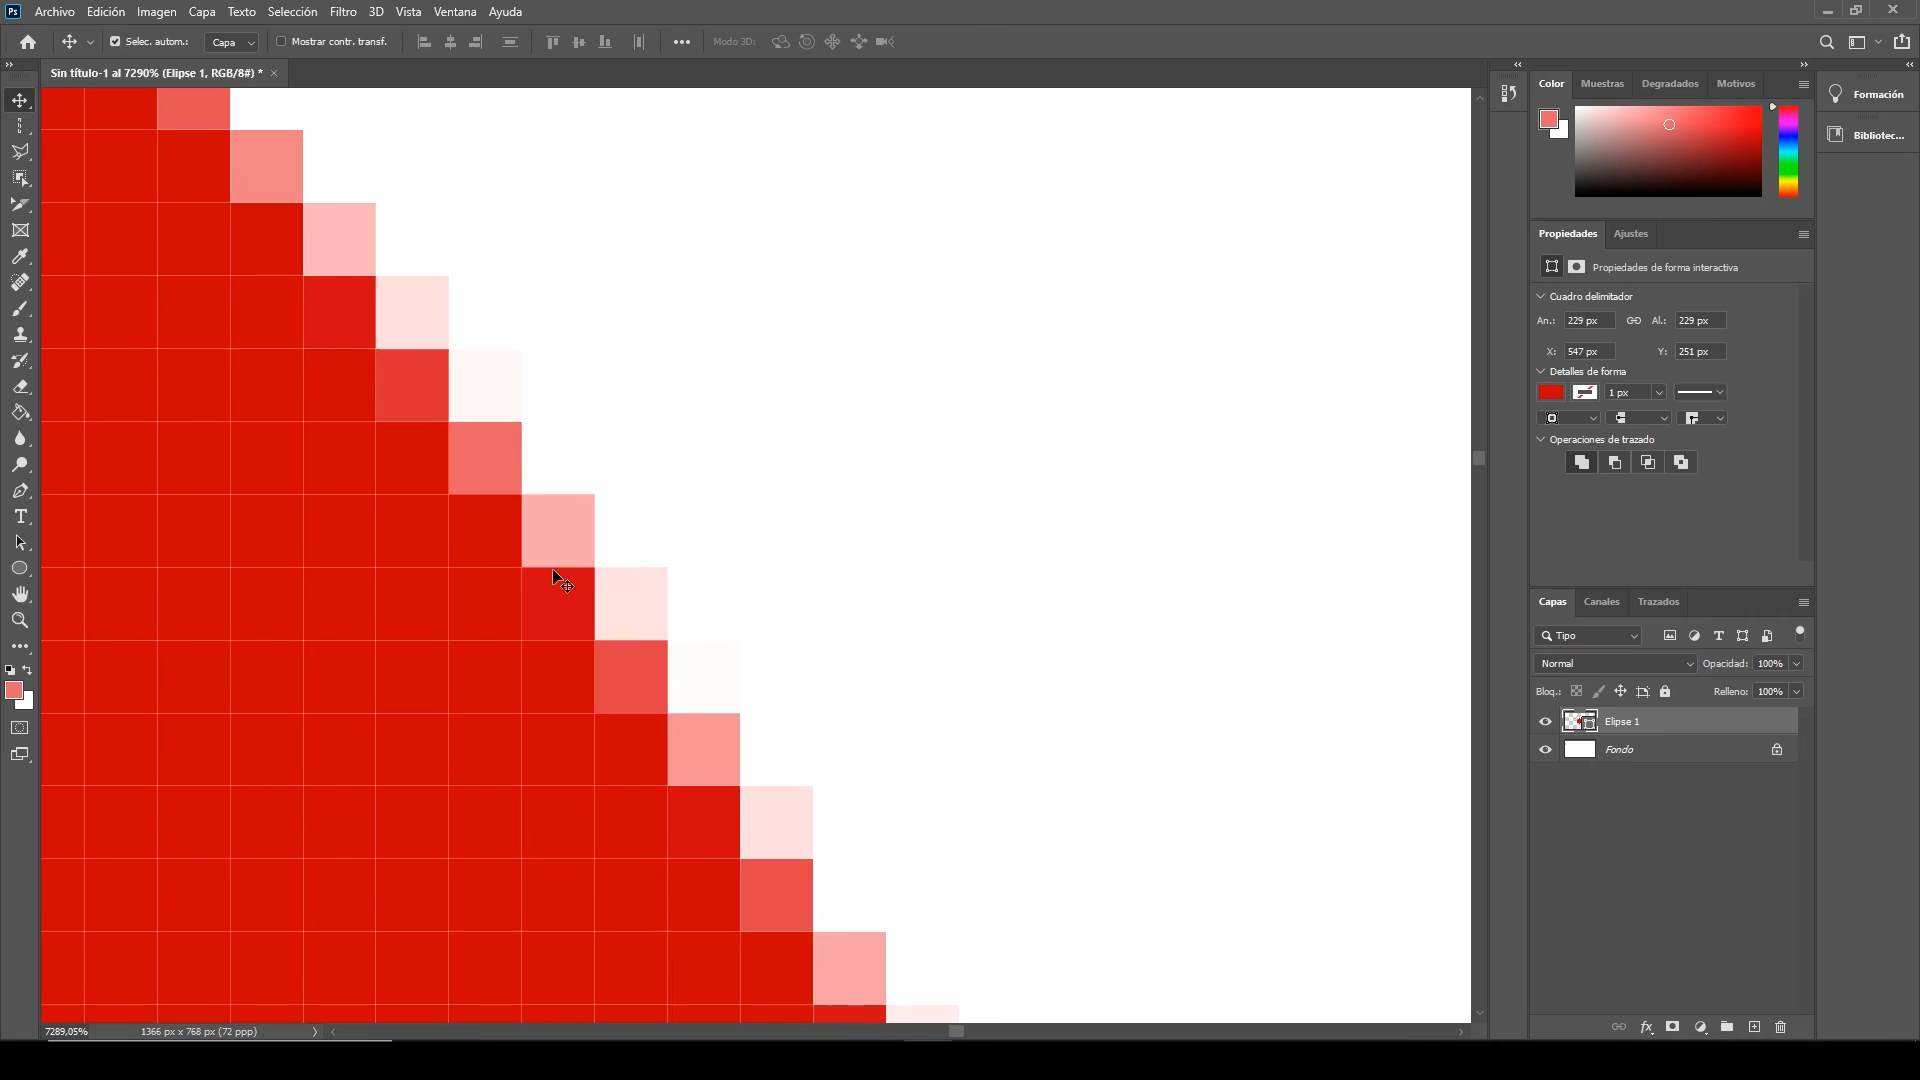 Ps Archivo Edición Imagen Capa Texto Selección Filtro 3D Vista Ventana Ayuda
Selec. autom.: Capa Mostrar contr. transf. Modo 3D:
Sin título-1 al 7290% (Elipse 1, RGB/8#) *
Color Muestras Degradados Motivos
Formación
Bibliotec...
Propiedades Ajustes
Propiedades de forma interactiva
Cuadro delimitador
An.: 229 px Al.: 229 px
X: 547 px Y: 251 px
Detalles de forma
1 px
Operaciones de trazado
Capas Canales Trazados
Tipo
Normal Opacidad: 100%
Bloq.: Relleno: 100%
Elipse 1
Fondo
fx
7289,05% 1366 px x 768 px (72 ppp)